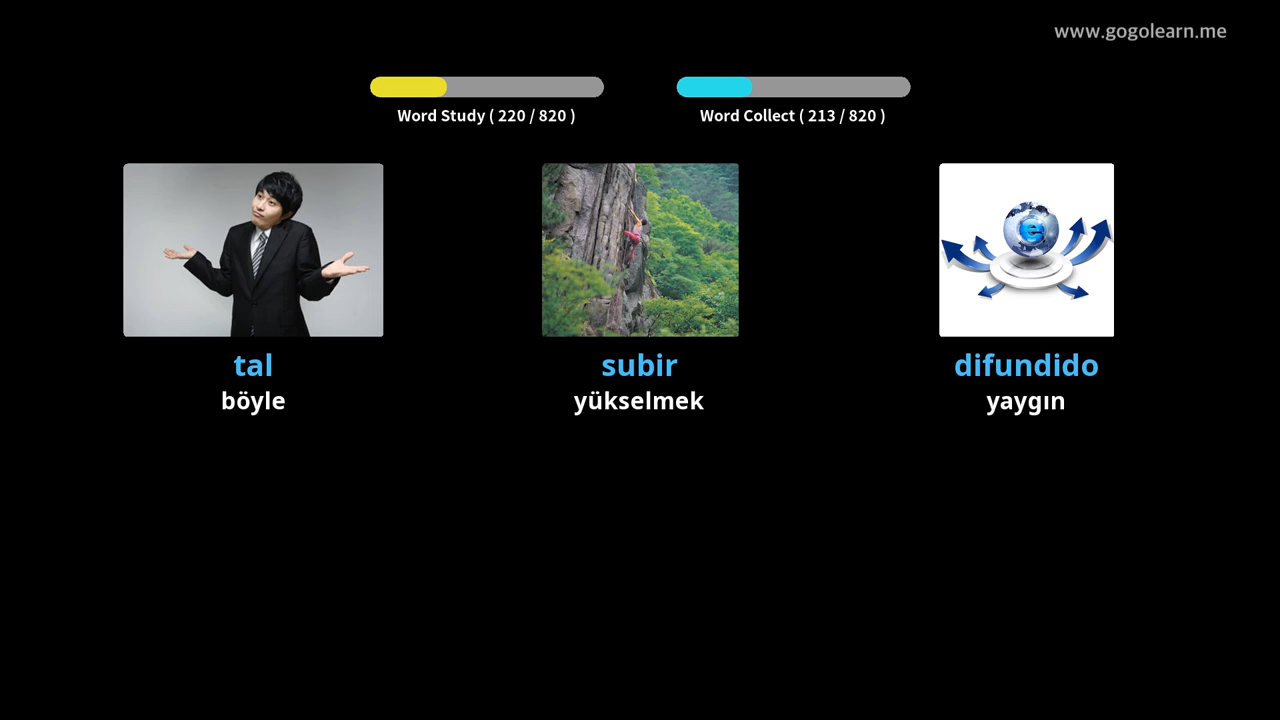 www.gogolearn.me
Word Study ( 220 / 820 )
Word Collect ( 213 / 820 )
tal
böyle
subir
yükselmek
difundido
yaygın